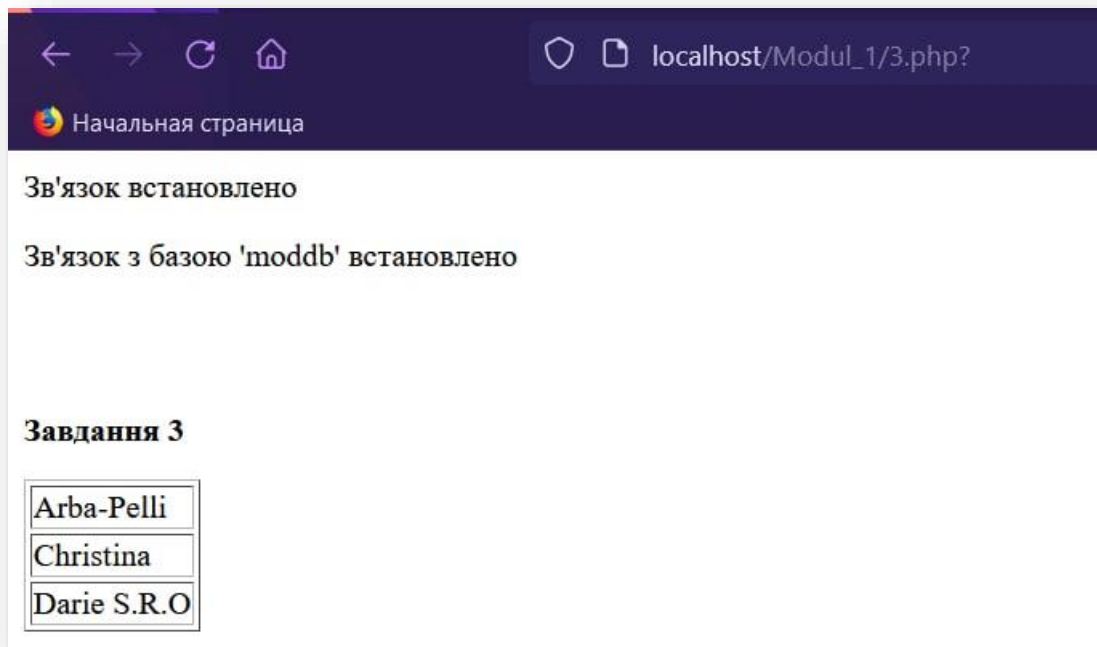 localhost/Modul_1/3.php?
Начальная страница
Зв'язок встановлено
Зв'язок з базою 'moddb' встановлено
Завдання 3
Arba-Pelli
Christina
Darie S.R.O